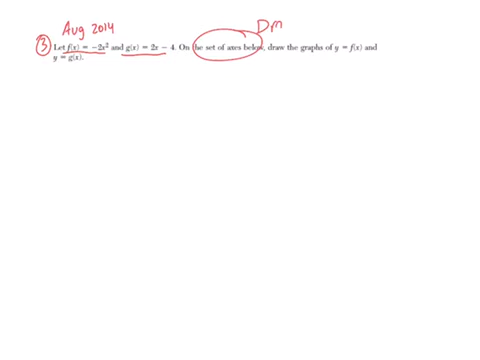 Aug 2014
3 Let f(x) = −2x² and g(x) = 2x − 4. On the set of axes below, draw the graphs of y = f(x) and
y = g(x).